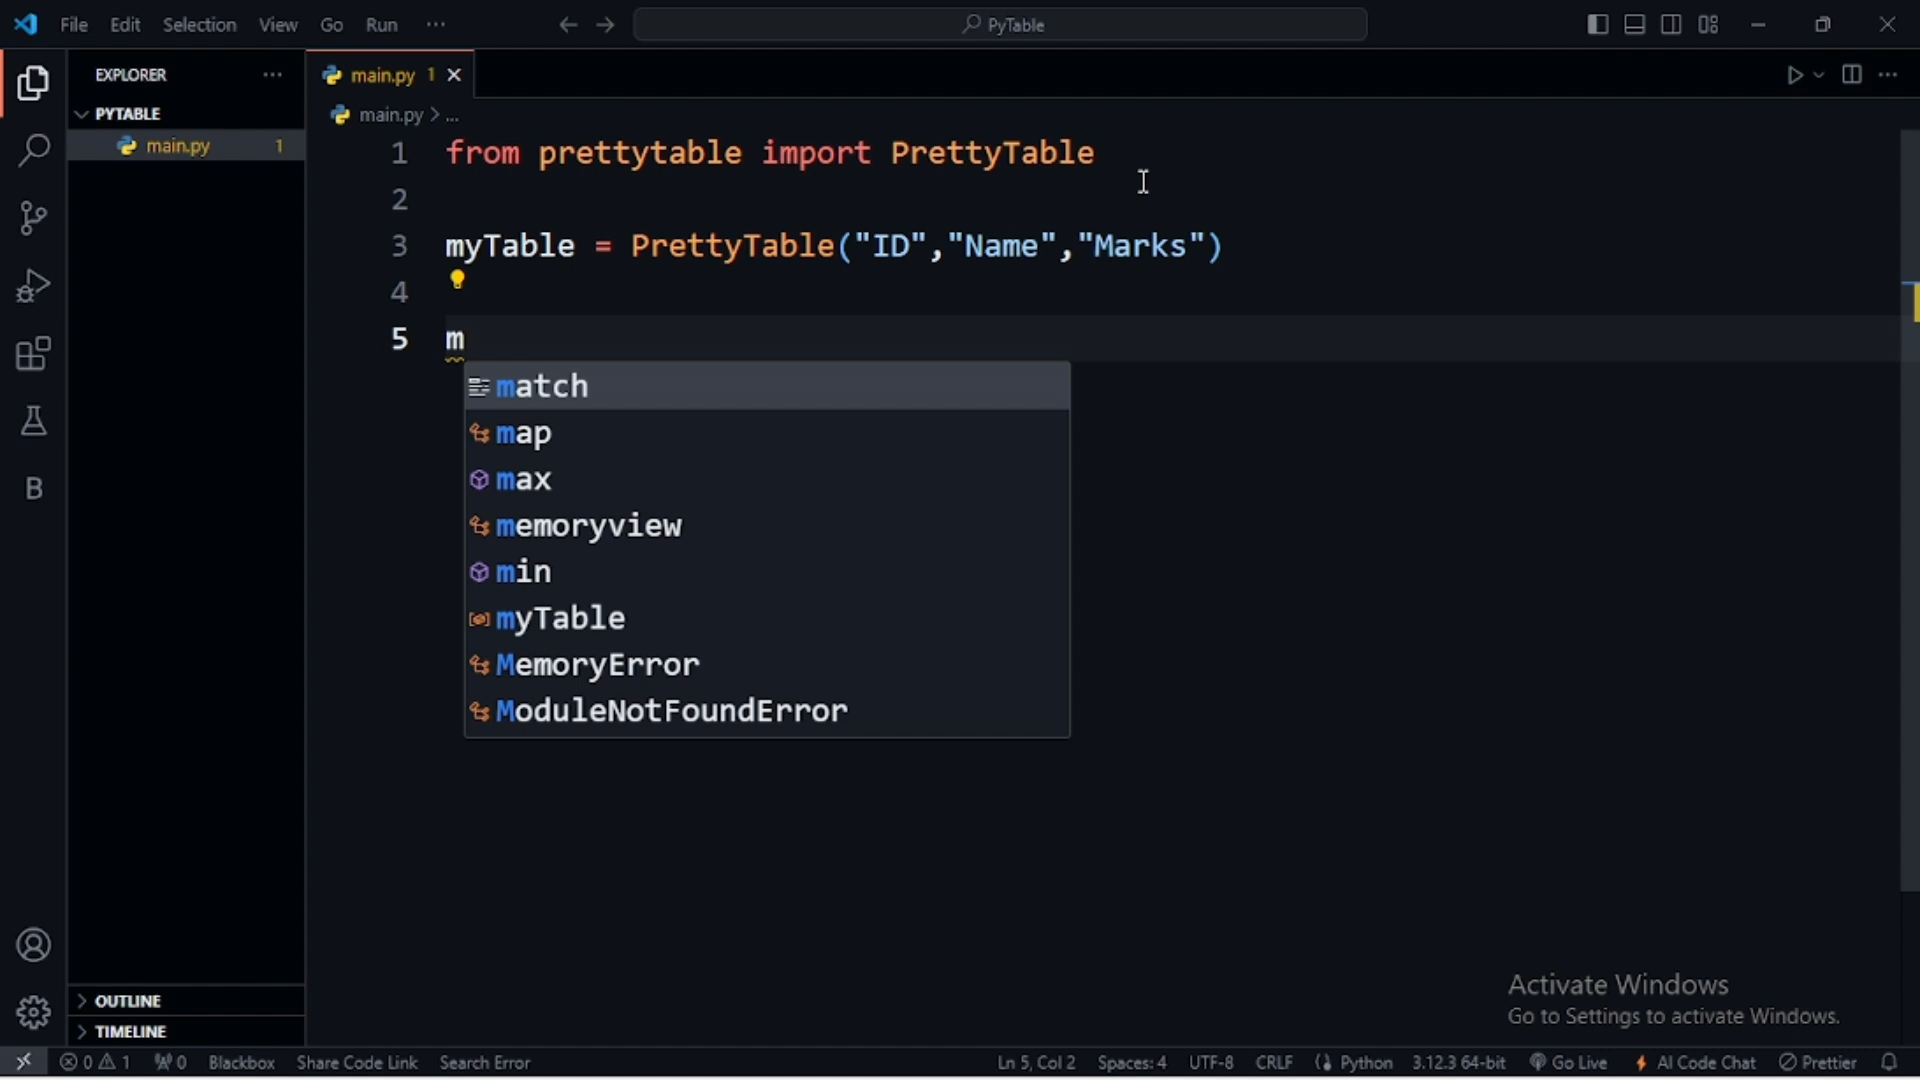 File Edit Selection View Go Run ··· PyTable
EXPLORER ··· main.py 1
PYTABLE main.py > ...
main.py 1
1 from prettytable import PrettyTable
2
3 myTable = PrettyTable("ID","Name","Marks")
4
5 m
match
map
max
memoryview
min
myTable
MemoryError
ModuleNotFoundError
B
Activate Windows
Go to Settings to activate Windows.
OUTLINE
TIMELINE
0 1 0 Blackbox Share Code Link Search Error Ln 5, Col 2 Spaces: 4 UTF-8 CRLF Python 3.12.3 64-bit Go Live AI Code Chat Prettier